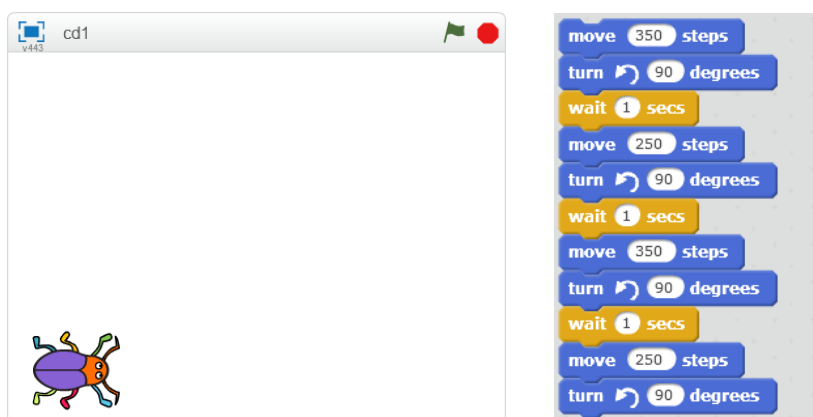 cd1
v443
move 350 steps
turn 90 degrees
wait 1 secs
move 250 steps
turn 90 degrees
wait 1 secs
move 350 steps
turn 90 degrees
wait 1 secs
move 250 steps
turn 90 degrees